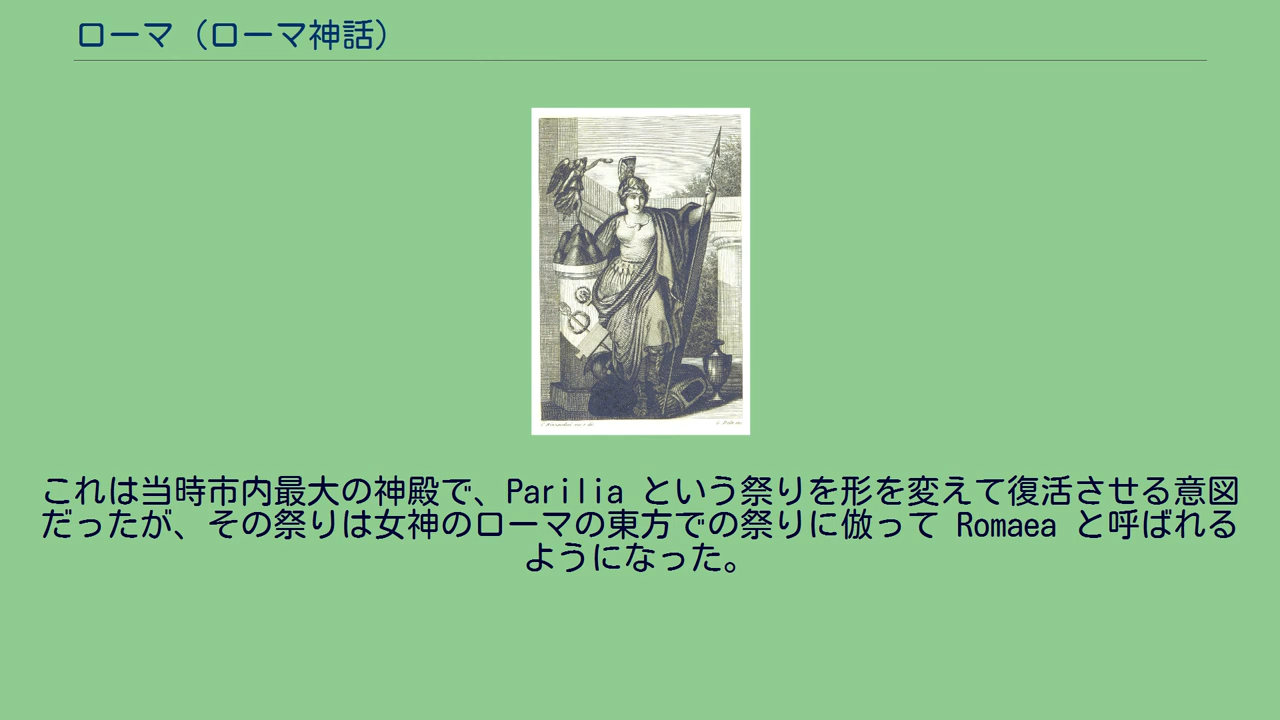 ローマ（ローマ神話）
これは当時市内最大の神殿で、Parilia という祭りを形を変えて復活させる意図
だったが、その祭りは女神のローマの東方での祭りに倣って Romaea と呼ばれる
ようになった。